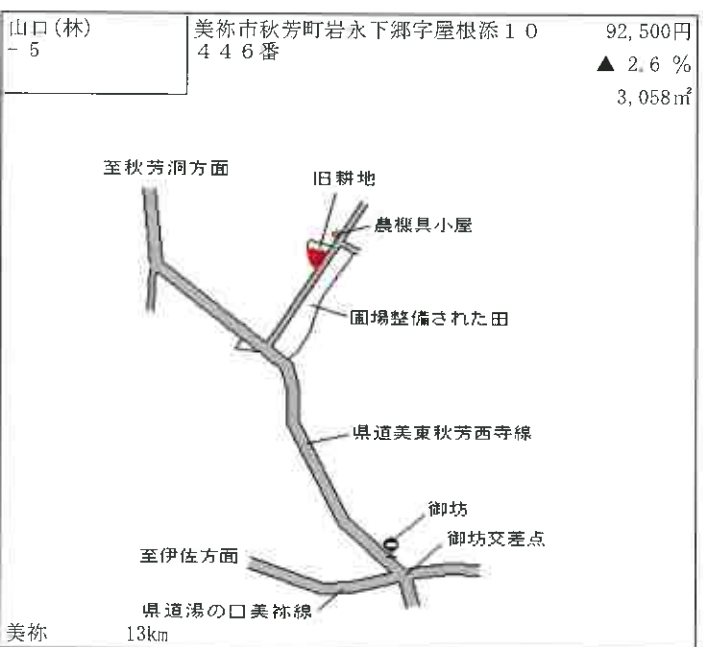 山口(林)
－５
美祢市秋芳町岩永下郷字屋根添１０
４４６番
92,500円
▲ 2.6 %
3,058㎡
至秋芳洞方面
旧耕地
農機具小屋
圃場整備された田
県道美東秋芳西寺線
御坊
御坊交差点
至伊佐方面
県道湯の口美祢線
美祢 13km